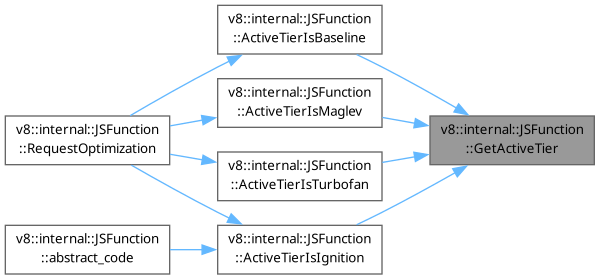 v8::internal::JSFunction
::ActiveTierIsBaseline
v8::internal::JSFunction
::ActiveTierIsMaglev
v8::internal::JSFunction
::RequestOptimization
v8::internal::JSFunction
::GetActiveTier
v8::internal::JSFunction
::ActiveTierIsTurbofan
v8::internal::JSFunction
::abstract_code
v8::internal::JSFunction
::ActiveTierIsIgnition